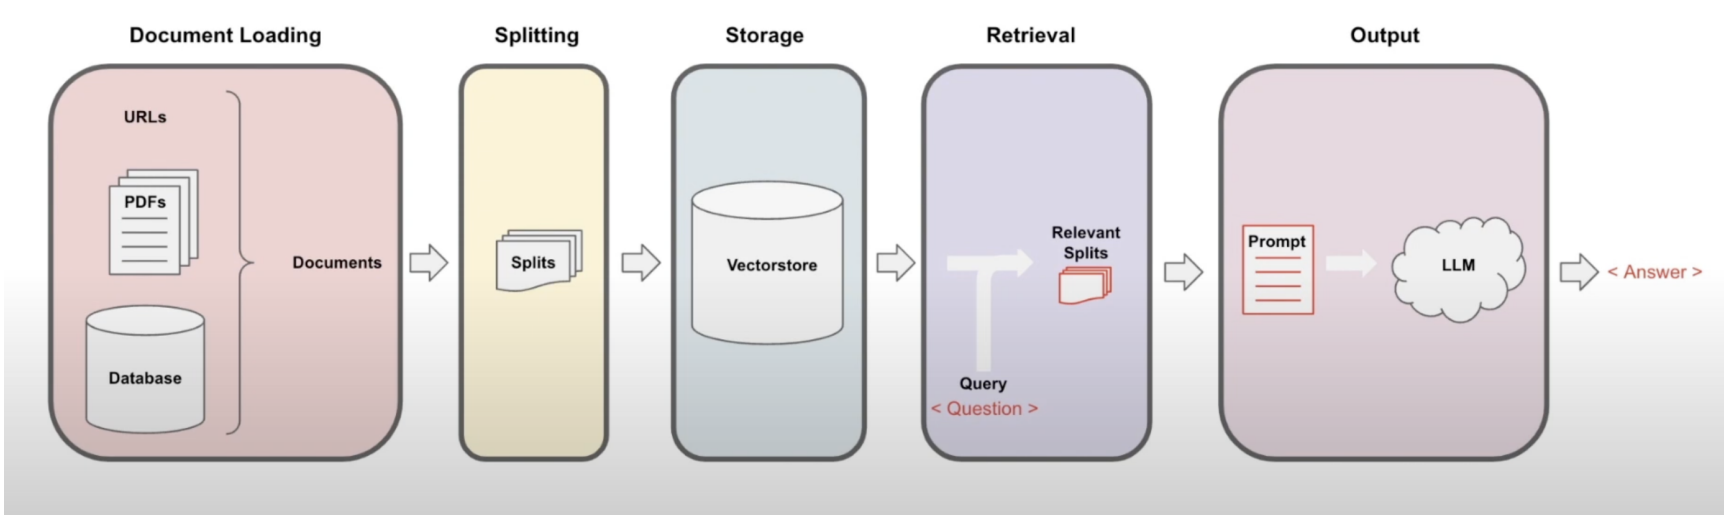 Document Loading
Splitting
Storage
Retrieval
Output
URLs
PDFs
Documents
Database
Splits
Vectorstore
Relevant
Splits
Query
< Question >
Prompt
LLM
< Answer >